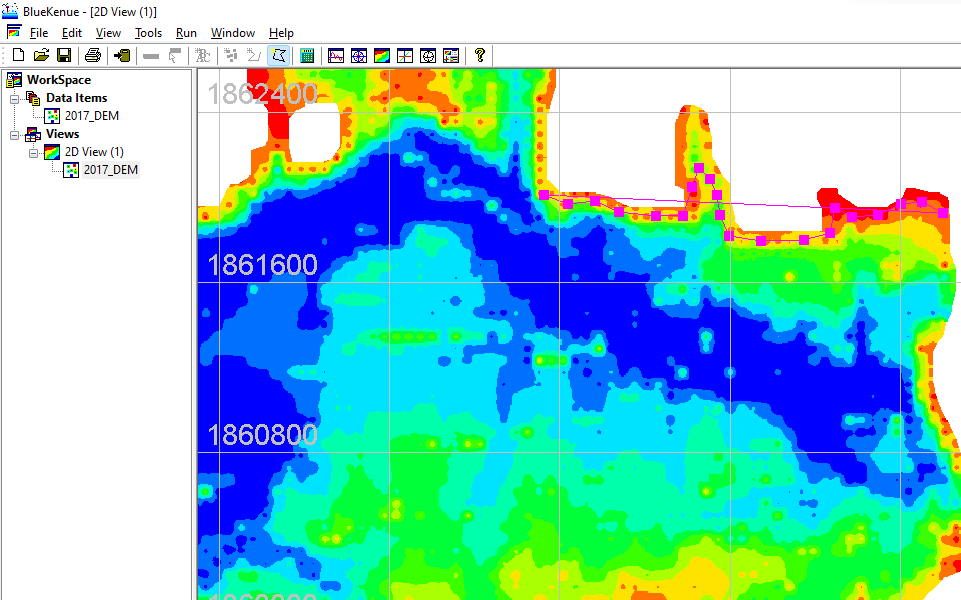 BlueKenue - [2D View (1)]
File Edit View Tools Run Window Help
WorkSpace
Data Items
2017_DEM
Views
2D View (1)
2017_DEM
1862400
1861600
1860800